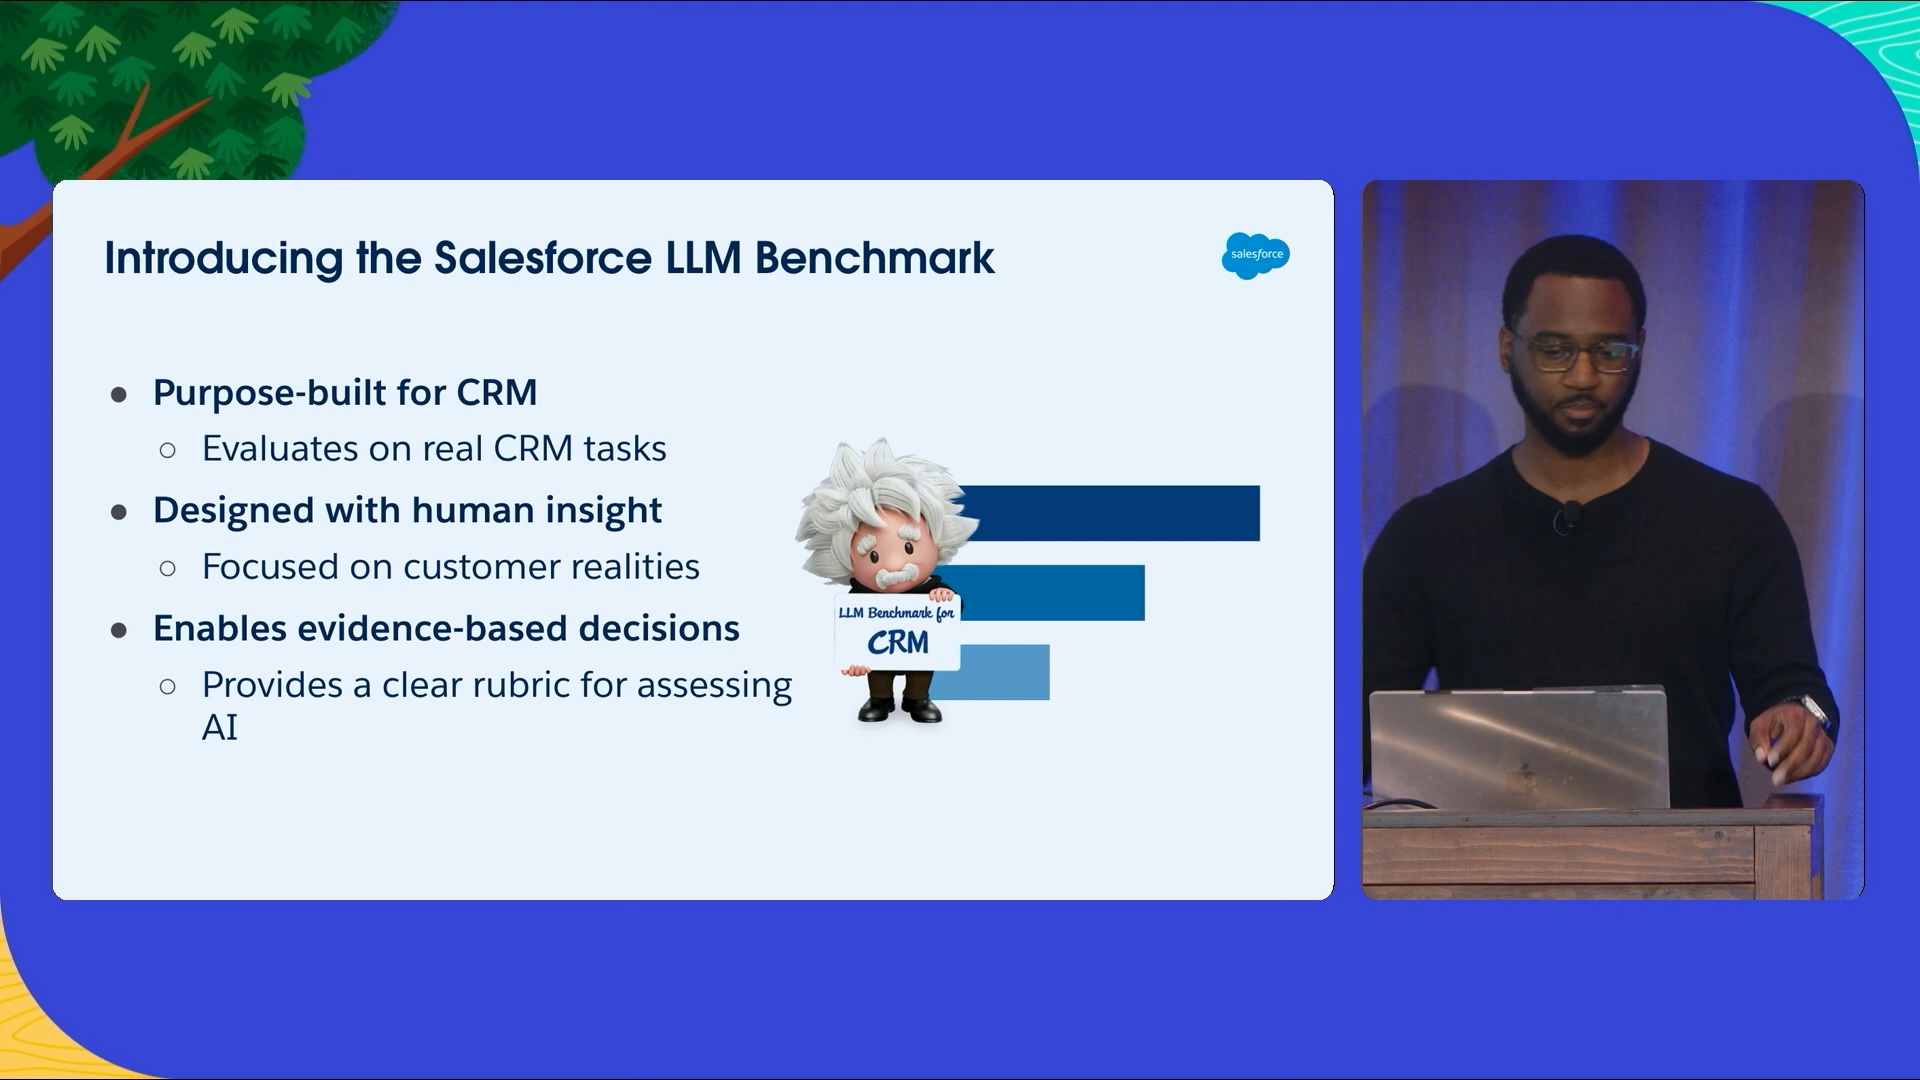 Introducing the Salesforce LLM Benchmark
salesforce
● Purpose-built for CRM
○ Evaluates on real CRM tasks
● Designed with human insight
○ Focused on customer realities
● Enables evidence-based decisions
○ Provides a clear rubric for assessing
AI
LLM Benchmark for
CRM